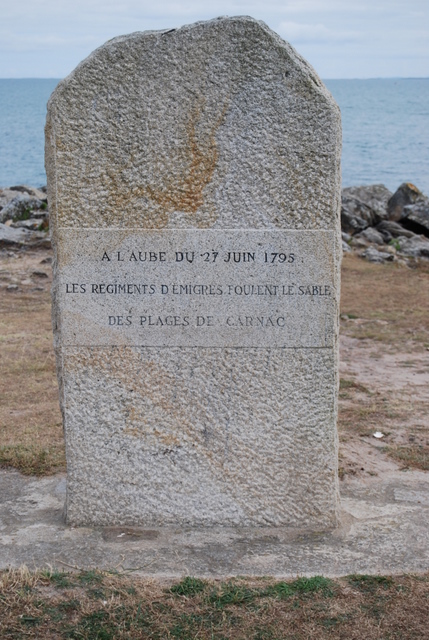 A L'AUBE DU 27 JUIN 1795
LES REGIMENTS D'EMIGRES FOULENT LE SABLE
DES PLAGES DE CARNAC